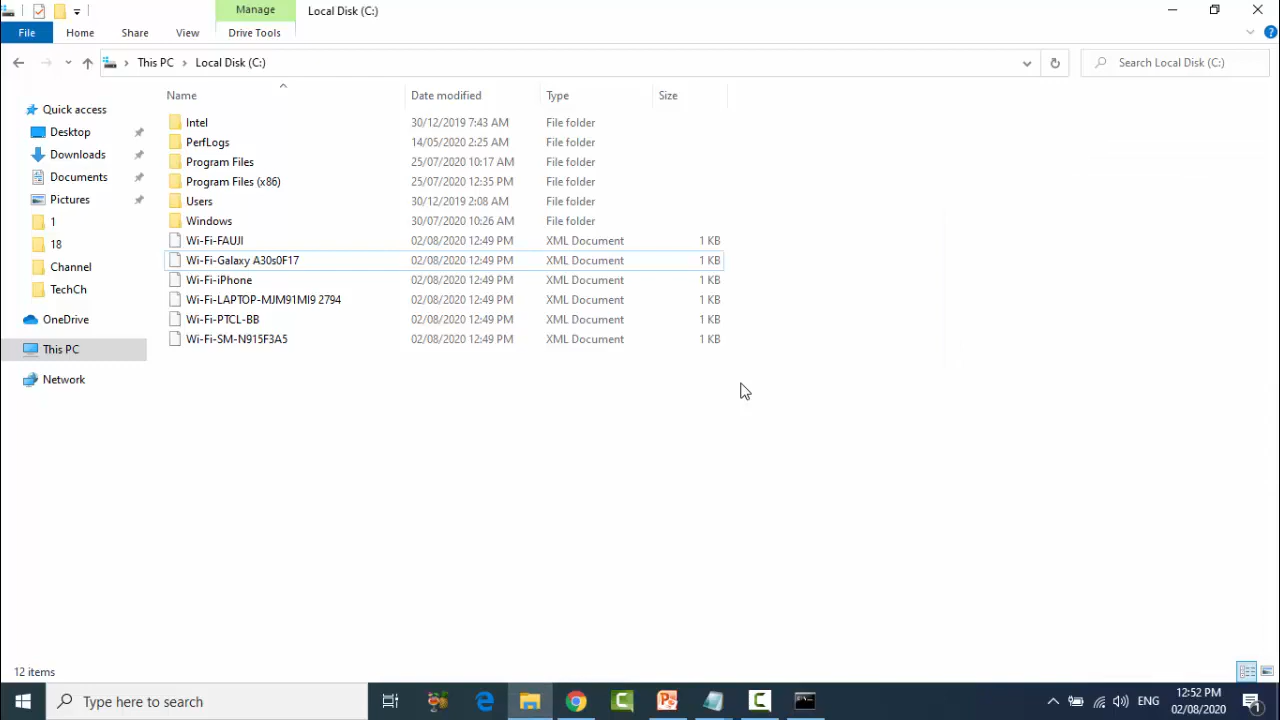 Manage
Local Disk (C:)
File
Home
Share
View
Drive Tools
This PC
Local Disk (C:)
Search Local Disk (C:)
Name
Date modified
Type
Size
Quick access
Desktop
Downloads
Documents
Pictures
1
18
Channel
TechCh
OneDrive
This PC
Network
Intel 30/12/2019 7:43 AM File folder
PerfLogs 14/05/2020 2:25 AM File folder
Program Files 25/07/2020 10:17 AM File folder
Program Files (x86) 25/07/2020 12:35 PM File folder
Users 30/12/2019 2:08 AM File folder
Windows 30/07/2020 10:26 AM File folder
Wi-Fi-FAUJI 02/08/2020 12:49 PM XML Document 1 KB
Wi-Fi-Galaxy A30s0F17 02/08/2020 12:49 PM XML Document 1 KB
Wi-Fi-iPhone 02/08/2020 12:49 PM XML Document 1 KB
Wi-Fi-LAPTOP-MJM91MI9 2794 02/08/2020 12:49 PM XML Document 1 KB
Wi-Fi-PTCL-BB 02/08/2020 12:49 PM XML Document 1 KB
Wi-Fi-SM-N915F3A5 02/08/2020 12:49 PM XML Document 1 KB
12 items
Type here to search
ENG
12:52 PM
02/08/2020
1